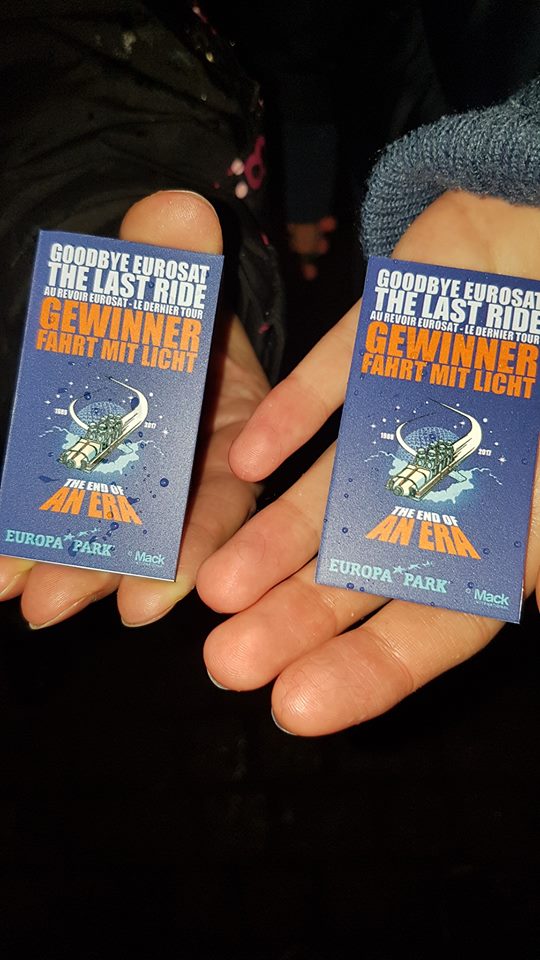 GOODBYE EUROSAT
THE LAST RIDE
AU REVOIR EUROSAT - LE DERNIER TOUR
GEWINNER
FAHRT MIT LICHT
1989 2017
THE END OF
AN ERA
EUROPA PARK
Mack
GOODBYE EUROSAT
THE LAST RIDE
AU REVOIR EUROSAT - LE DERNIER TOUR
GEWINNER
FAHRT MIT LICHT
1989 2017
THE END OF
AN ERA
EUROPA PARK
Mack